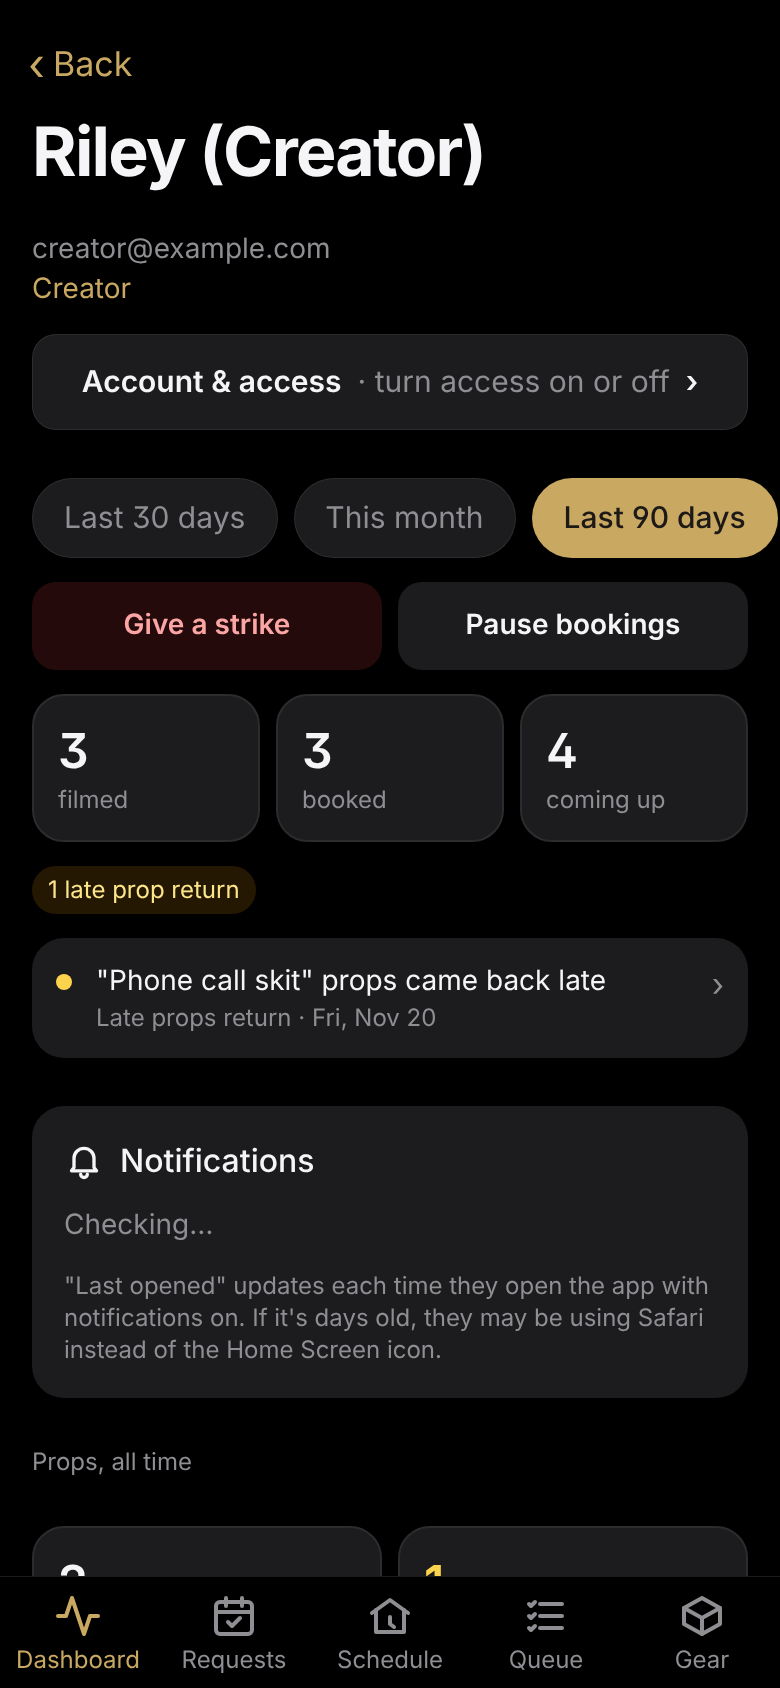 ‹ Back
Riley (Creator)
creator@example.com
Creator
Account & access · turn access on or off ›
Last 30 days This month Last 90 days
Give a strike Pause bookings
3 3 4
filmed booked coming up
1 late prop return
"Phone call skit" props came back late ›
Late props return · Fri, Nov 20
Notifications
Checking...
"Last opened" updates each time they open the app with
notifications on. If it's days old, they may be using Safari
instead of the Home Screen icon.
Props, all time
Dashboard Requests Schedule Queue Gear